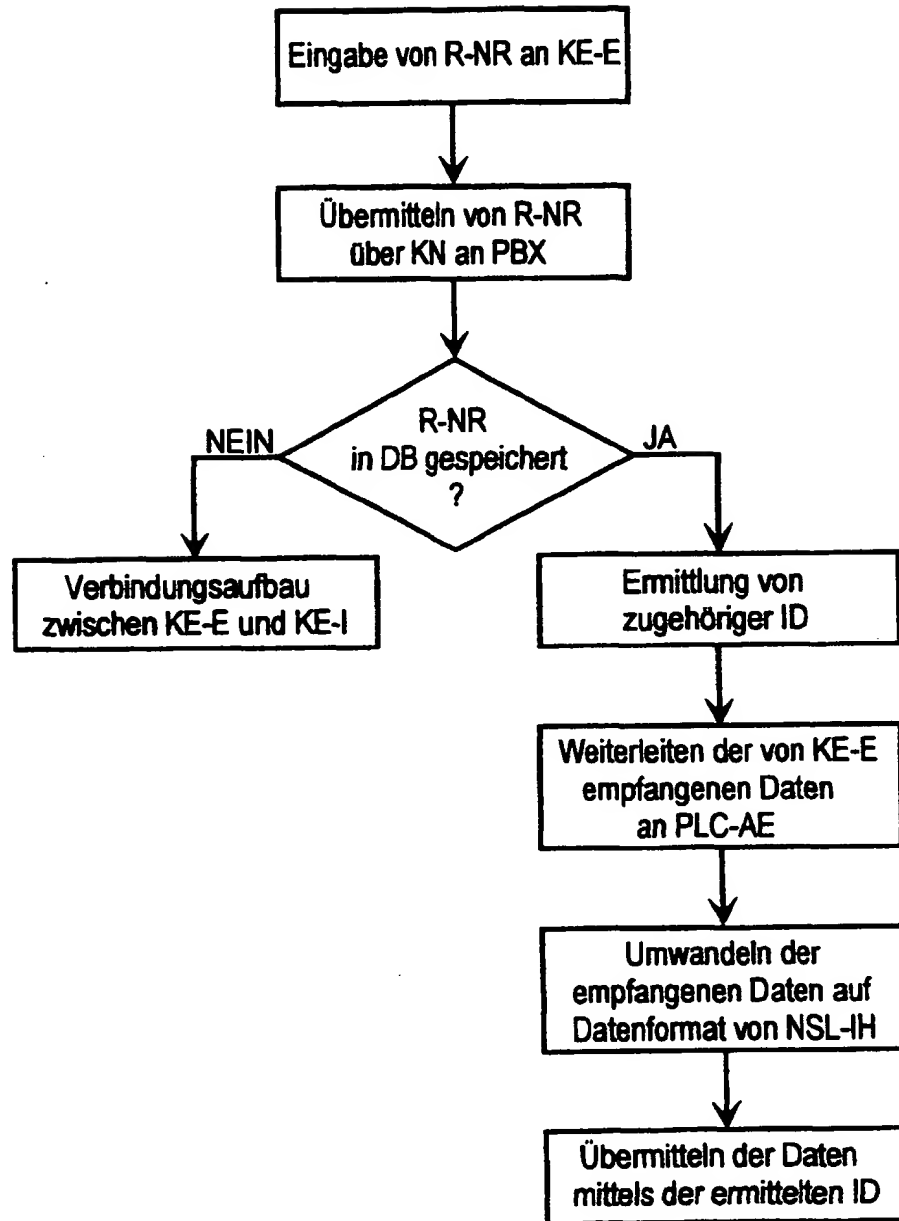 Eingabe von R-NR an KE-E
Übermitteln von R-NR
über KN an PBX
R-NR
in DB gespeichert
?
NEIN
JA
Verbindungsaufbau
zwischen KE-E und KE-I
Ermittlung von
zugehöriger ID
Weiterleiten der von KE-E
empfangenen Daten
an PLC-AE
Umwandeln der
empfangenen Daten auf
Datenformat von NSL-IH
Übermitteln der Daten
mittels der ermittelten ID